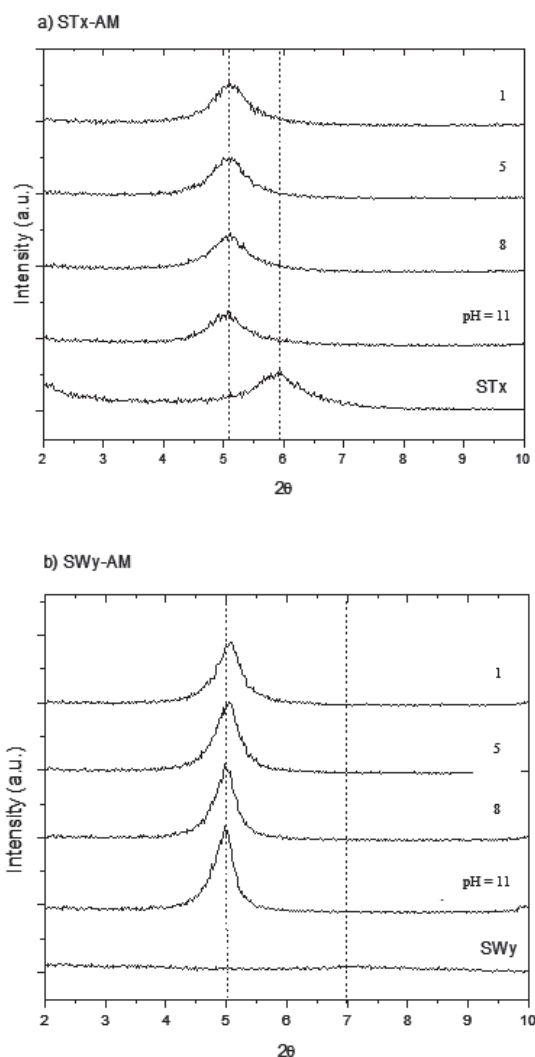 a) STx-AM
Intensity (a.u.)
1
5
8
pH = 11
STx
2 3 4 5 6 7 8 9 10
2θ
b) SWy-AM
Intensity (a.u.)
1
5
8
pH = 11
SWy
2 3 4 5 6 7 8 9 10
2θ